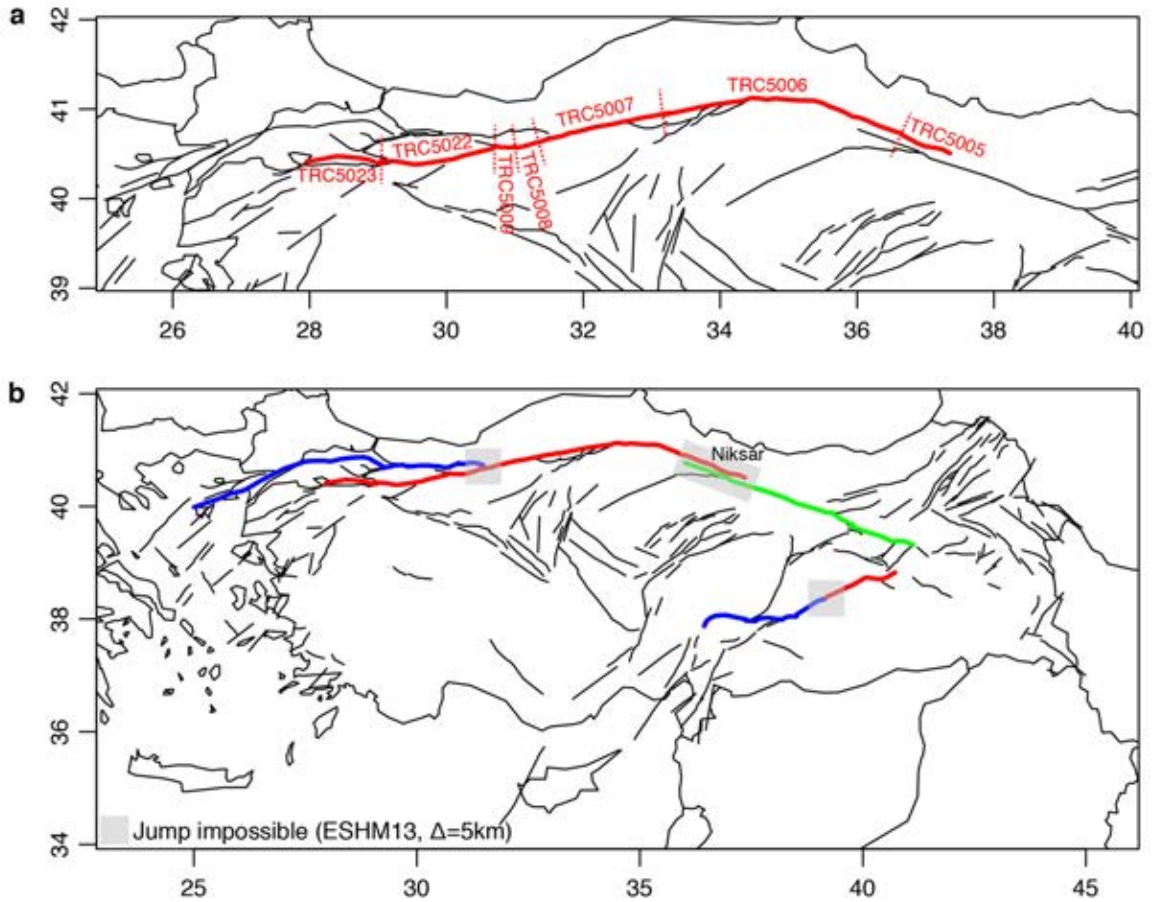 a
42
41
40
39
TRC5006
TRC5007
TRC5005
TRC5022
TRC5023
TRC5008
26 28 30 32 34 36 38 40
b
42
40
38
36
34
Niksar
Jump impossible (ESHM13, Δ=5km)
25 30 35 40 45